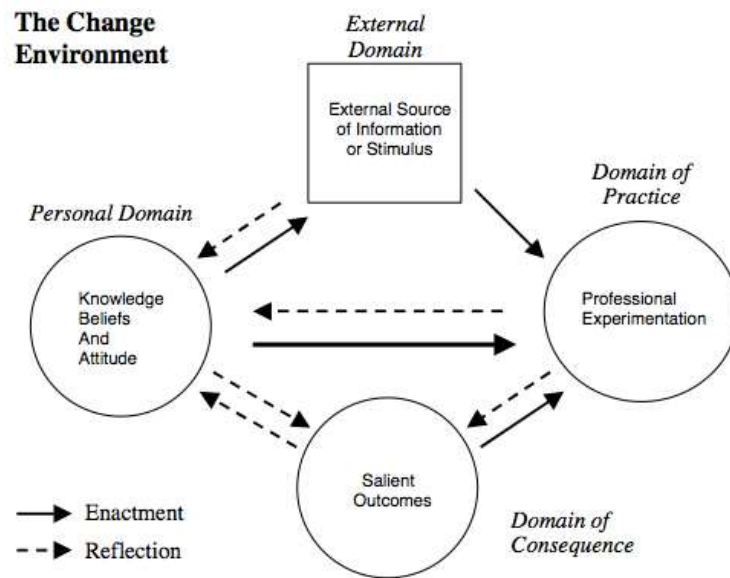 The Change
Environment
External
Domain
External Source
of Information
or Stimulus
Domain of
Practice
Personal Domain
Knowledge
Beliefs
And
Attitude
Professional
Experimentation
Salient
Outcomes
Enactment
Reflection
Domain of
Consequence